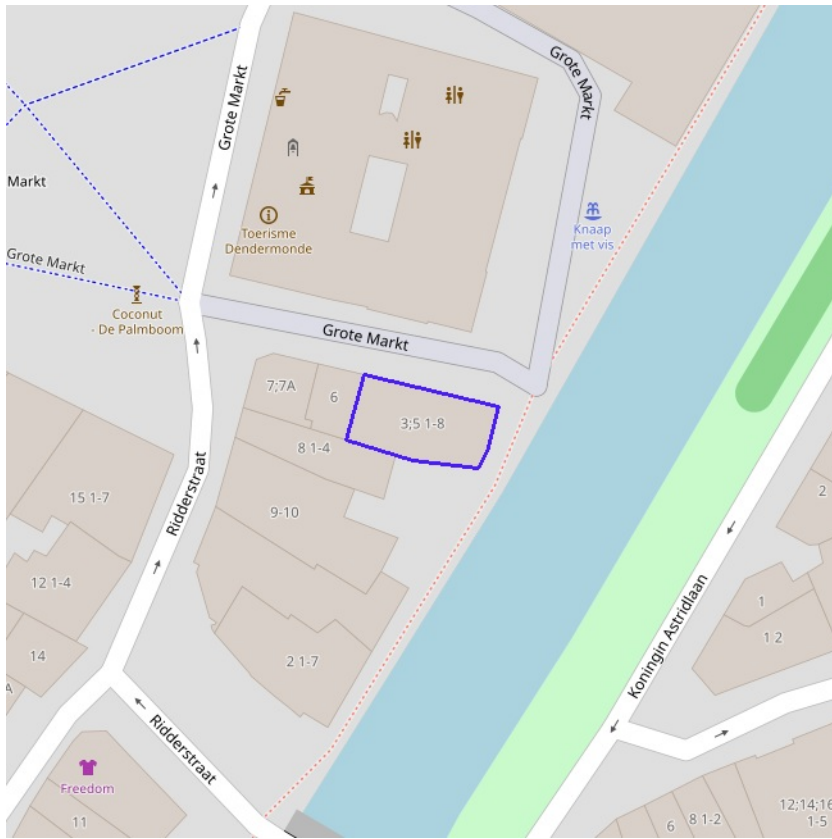 Grote Markt
Grote Markt
Markt
Toerisme
Dendermonde
Knaap
met vis
Grote Markt
Coconut
- De Palmboom
Grote Markt
7;7A
6
3;5 1-8
8 1-4
15 1-7
Ridderstraat
9-10
2
12 1-4
1
Koningin Astridlaan
14
2 1-7
1 2
A
Ridderstraat
Freedom
11
12;14;16
1-5
6
8 1-2